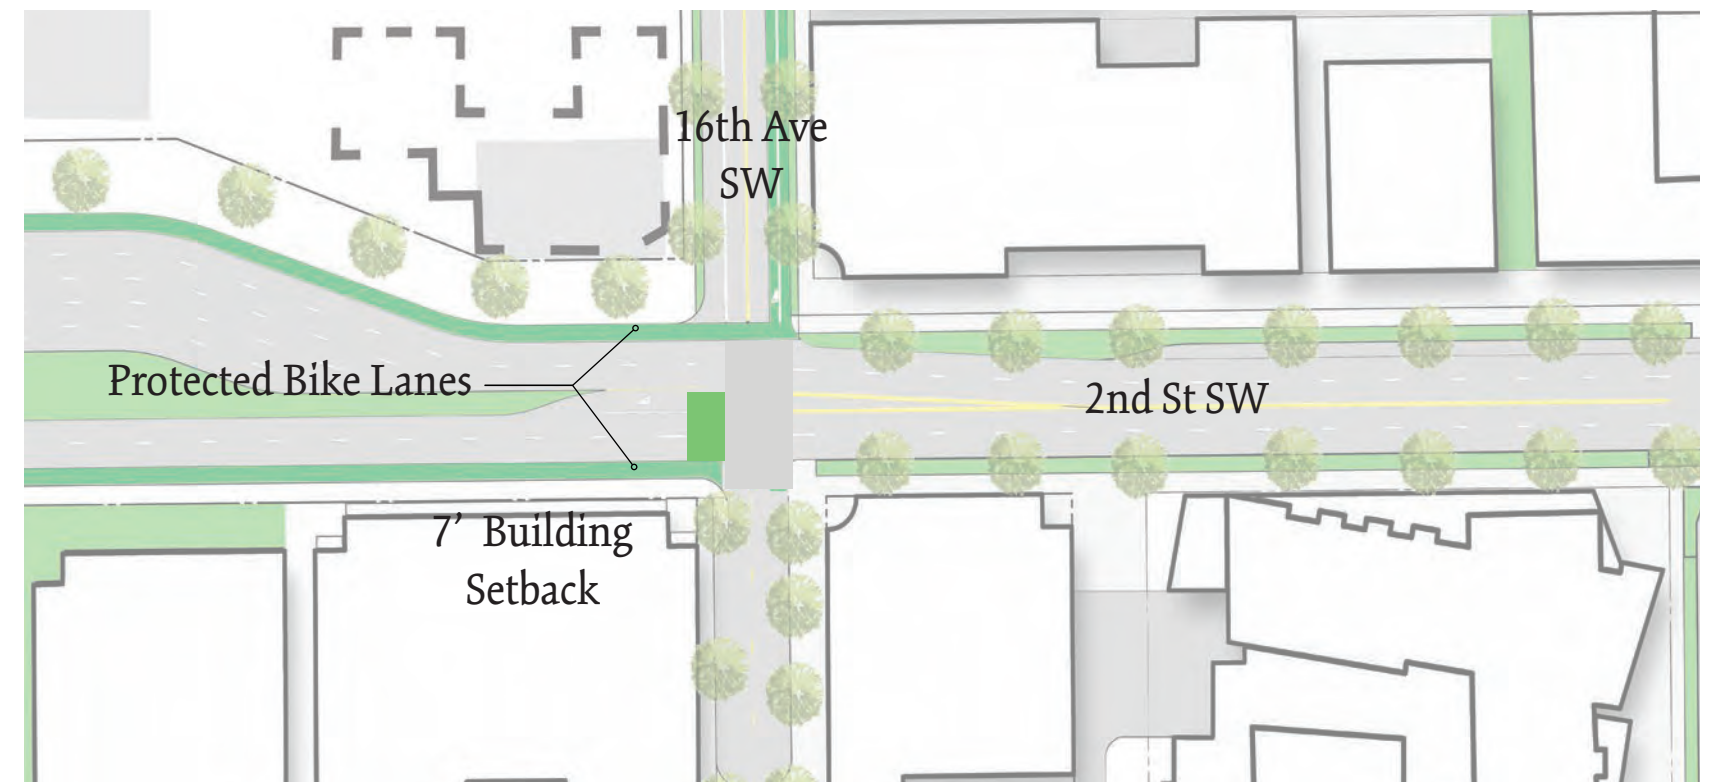 16th Ave
SW
Protected Bike Lanes
2nd St SW
7’ Building
Setback